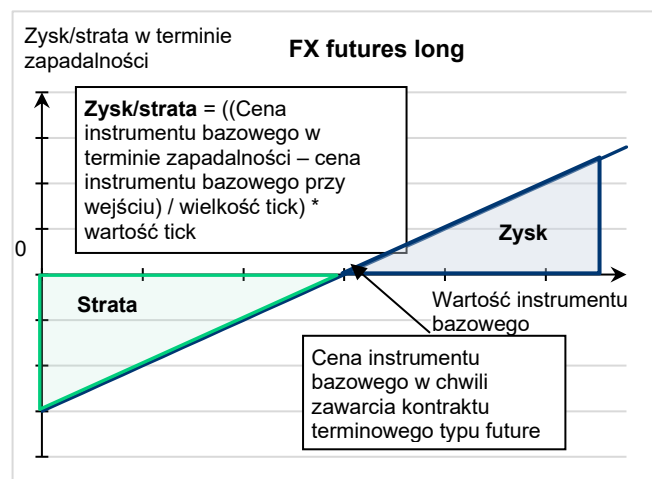 Zysk/strata w terminie
zapadalności
FX futures long
Zysk/strata = ((Cena
instrumentu bazowego w
terminie zapadalności – cena
instrumentu bazowego przy
wejściu) / wielkość tick) *
wartość tick
0
Zysk
Strata
Wartość instrumentu
bazowego
Cena instrumentu
bazowego w chwili
zawarcia kontraktu
terminowego typu future